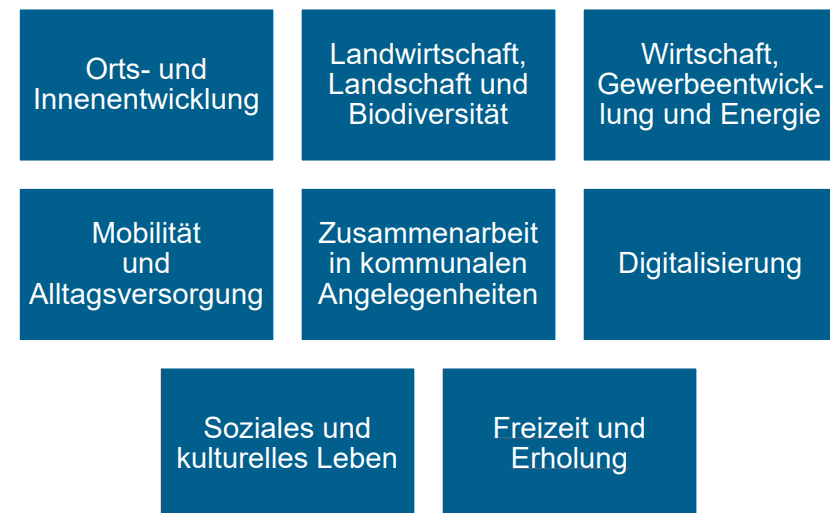 Orts- und
Innenentwicklung
Landwirtschaft,
Landschaft und
Biodiversität
Wirtschaft,
Gewerbeentwick-
lung und Energie
Mobilität
und
Alltagsversorgung
Zusammenarbeit
in kommunalen
Angelegenheiten
Digitalisierung
Soziales und
kulturelles Leben
Freizeit und
Erholung